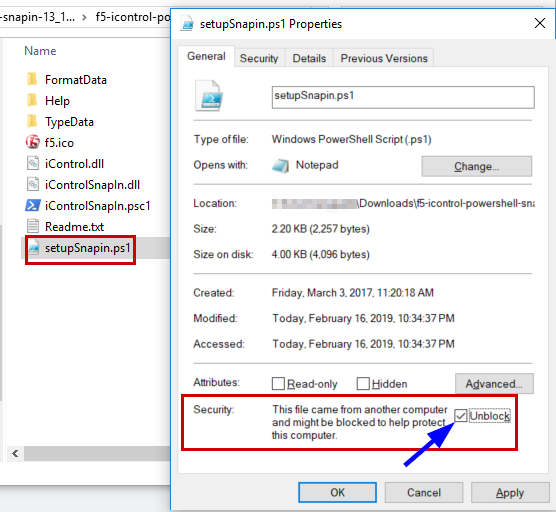 -snapin-13_1...
f5-icontrol-po
Name
FormatData
Help
TypeData
f5.ico
iControl.dll
iControlSnapIn.dll
iControlSnapIn.psc1
Readme.txt
setupSnapin.ps1
setupSnapin.ps1 Properties
General
Security
Details
Previous Versions
setupSnapin.ps1
Type of file:
Windows PowerShell Script (.ps1)
Opens with:
Notepad
Change...
Location:
\Downloads\f5-icontrol-powershell-sna
Size:
2.20 KB (2,257 bytes)
Size on disk:
4.00 KB (4,096 bytes)
Created:
Friday, March 3, 2017, 11:20:18 AM
Modified:
Today, February 16, 2019, 10:34:37 PM
Accessed:
Today, February 16, 2019, 10:34:37 PM
Attributes:
Read-only
Hidden
Advanced...
Security:
This file came from another computer
and might be blocked to help protect
this computer.
Unblock
OK
Cancel
Apply